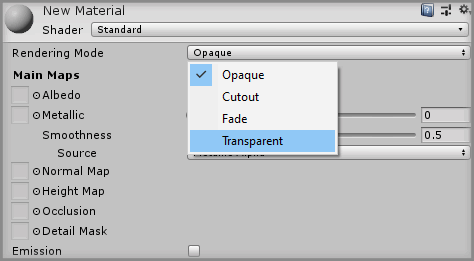 New Material
Shader Standard
Rendering Mode Opaque
Opaque
Main Maps
Cutout
Albedo
Metallic 0
Fade
Smoothness 0.5
Transparent
Source
Normal Map
Height Map
Occlusion
Detail Mask
Emission